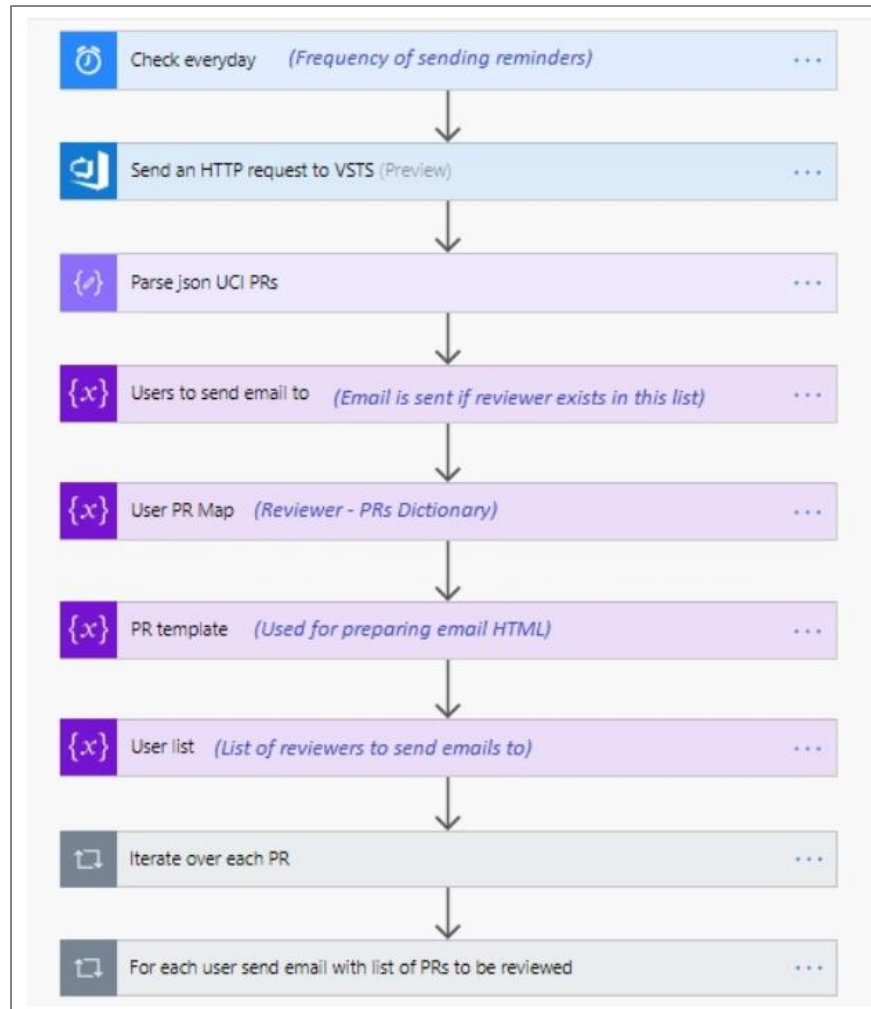 Check everyday (Frequency of sending reminders) ...
Send an HTTP request to VSTS (Preview) ...
Parse json UCI PRs ...
{x} Users to send email to (Email is sent if reviewer exists in this list) ...
{x} User PR Map (Reviewer - PRs Dictionary) ...
{x} PR template (Used for preparing email HTML) ...
{x} User list (List of reviewers to send emails to) ...
Iterate over each PR ...
For each user send email with list of PRs to be reviewed ...